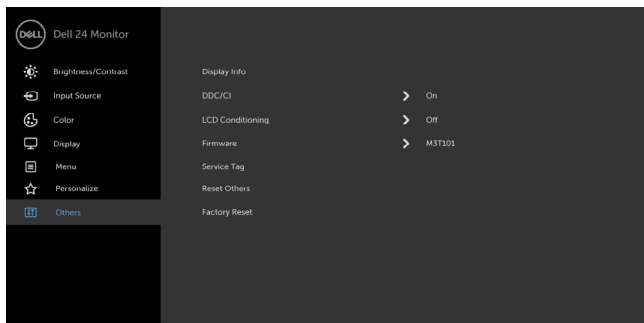 DELL Dell 24 Monitor
Brightness/Contrast
Input Source
Color
Display
Menu
Personalize
Others
Display Info
DDC/CI On
LCD Conditioning Off
Firmware M3T101
Service Tag
Reset Others
Factory Reset